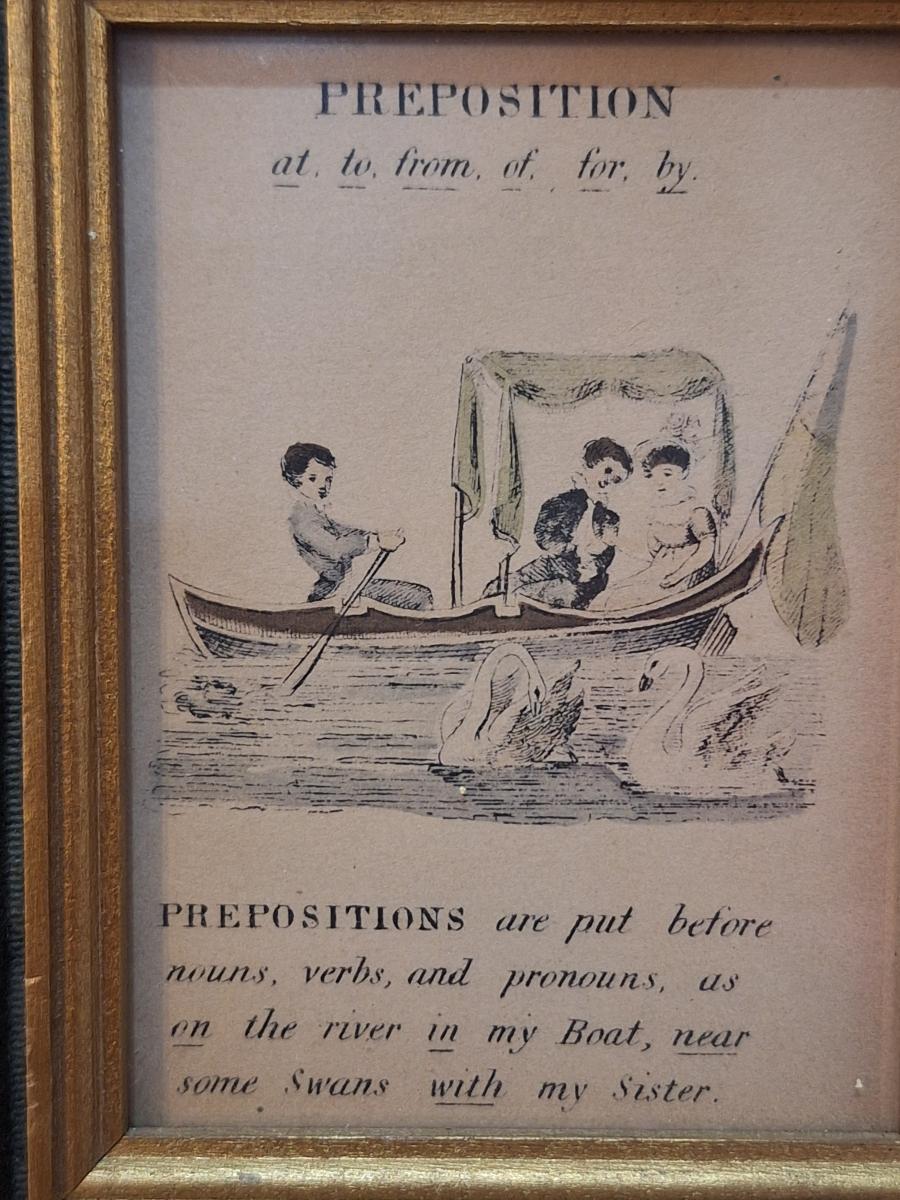 PREPOSITION
at, to, from, of, for, by.
PREPOSITIONS are put before
nouns, verbs, and pronouns, as
on the river in my Boat, near
some Swans with my Sister.